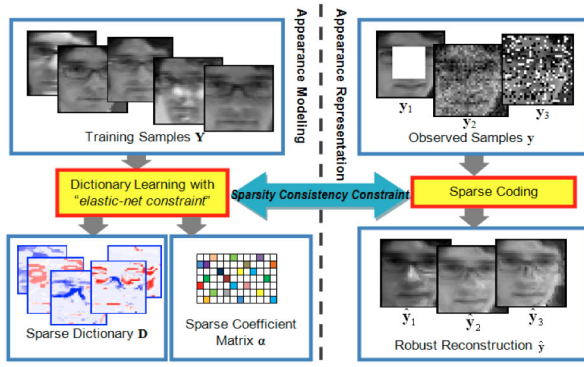 Training Samples Y
Dictionary Learning with
"elastic-net constraint"
Sparse Dictionary D
Sparse Coefficient
Matrix α
Appearance Modeling
Appearance Representation
Sparsity Consistency Constraint
y₁
y₂
y₃
Observed Samples y
Sparse Coding
ŷ₁
ŷ₂
ŷ₃
Robust Reconstruction ŷ